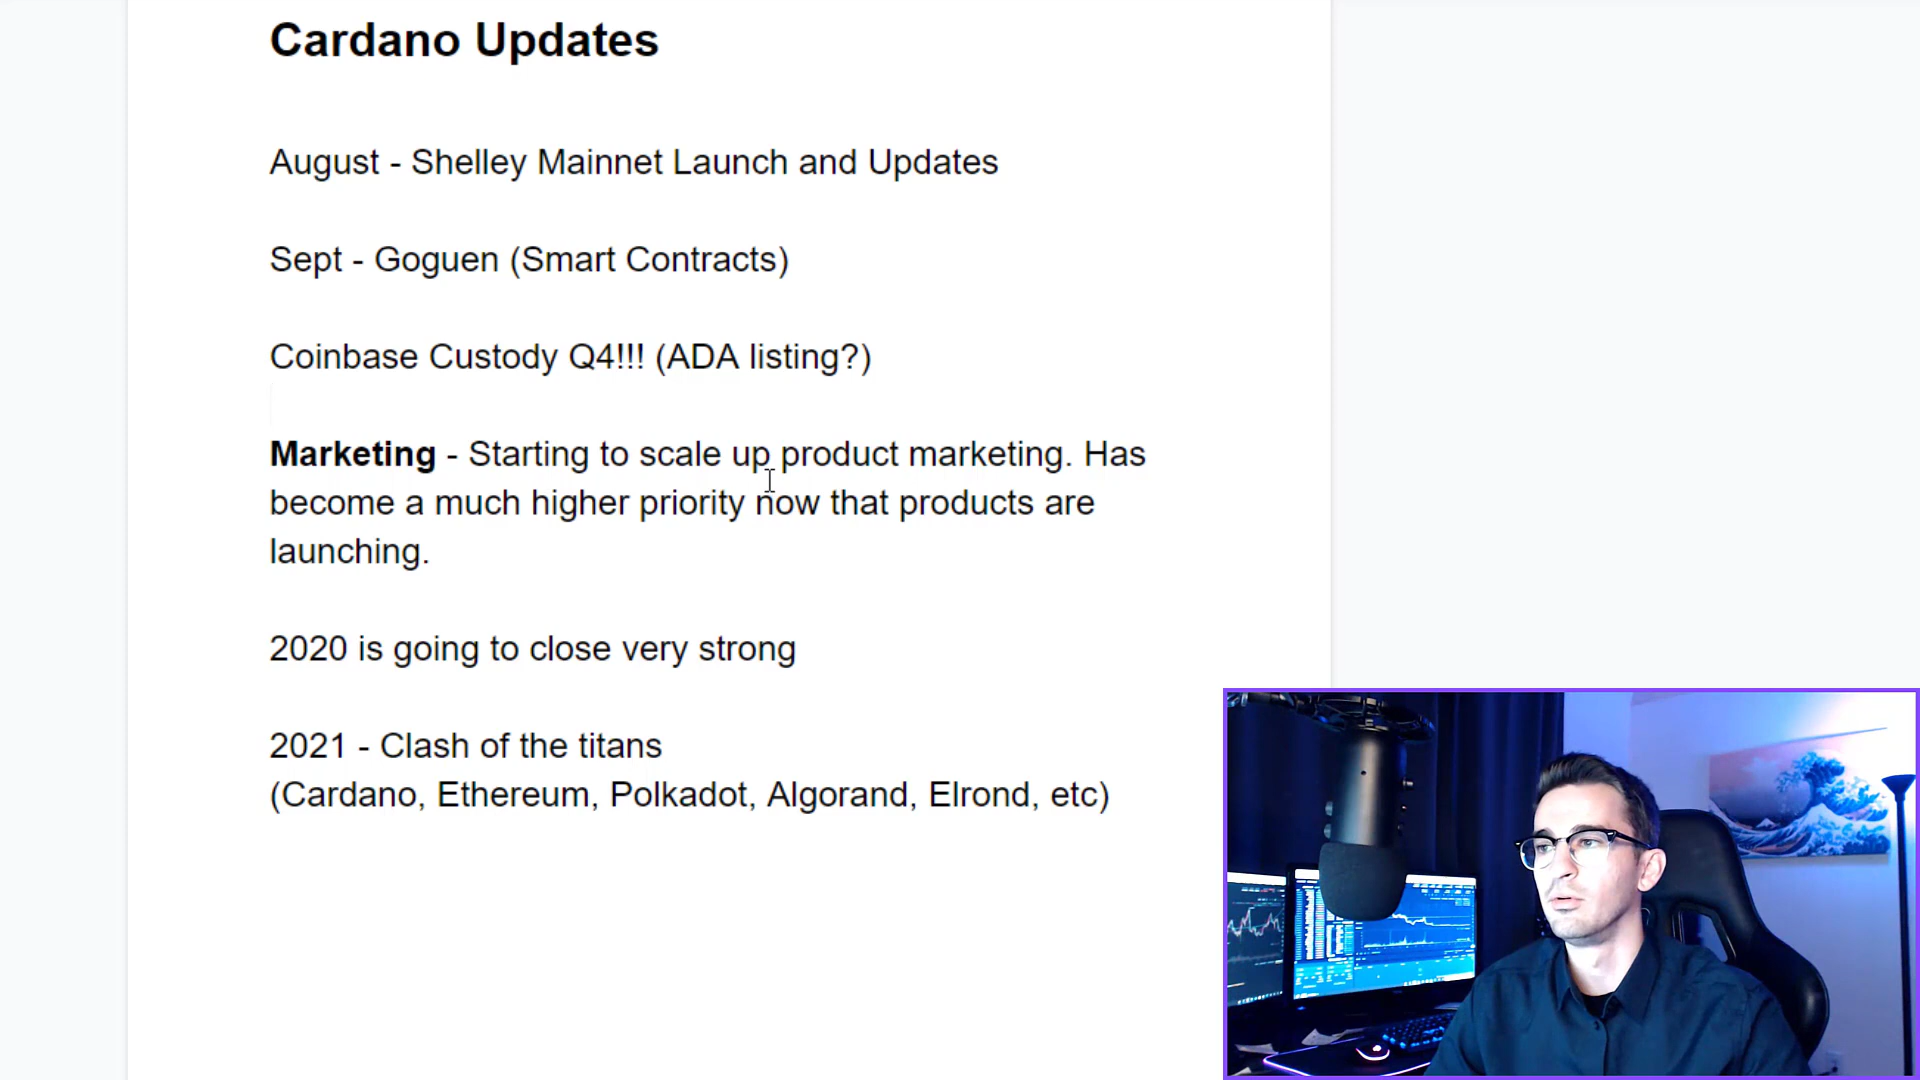 Cardano Updates
August - Shelley Mainnet Launch and Updates
Sept - Goguen (Smart Contracts)
Coinbase Custody Q4!!! (ADA listing?)
Marketing - Starting to scale up product marketing. Has
become a much higher priority now that products are
launching.
2020 is going to close very strong
2021 - Clash of the titans
(Cardano, Ethereum, Polkadot, Algorand, Elrond, etc)